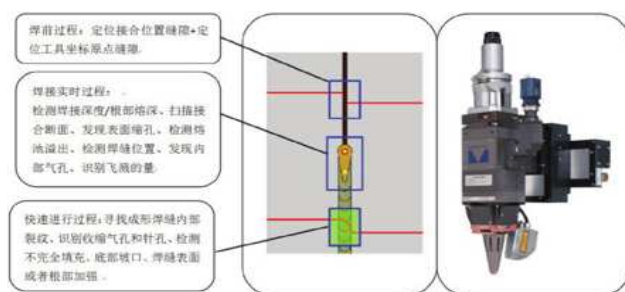 焊前过程：定位接合位置缝隙+定
位工具坐标原点缝隙.
焊接实时过程：
检测焊接深度/根部熔深、扫描接
合断面、发现表面缩孔、检测熔
池溢出、检测焊缝位置、发现内
部气孔、识别飞溅的量.
快速进行过程：寻找成形焊缝内部
裂纹、识别收缩气孔和针孔、检测
不完全填充、底部坡口、焊缝表面
或者根部加强.